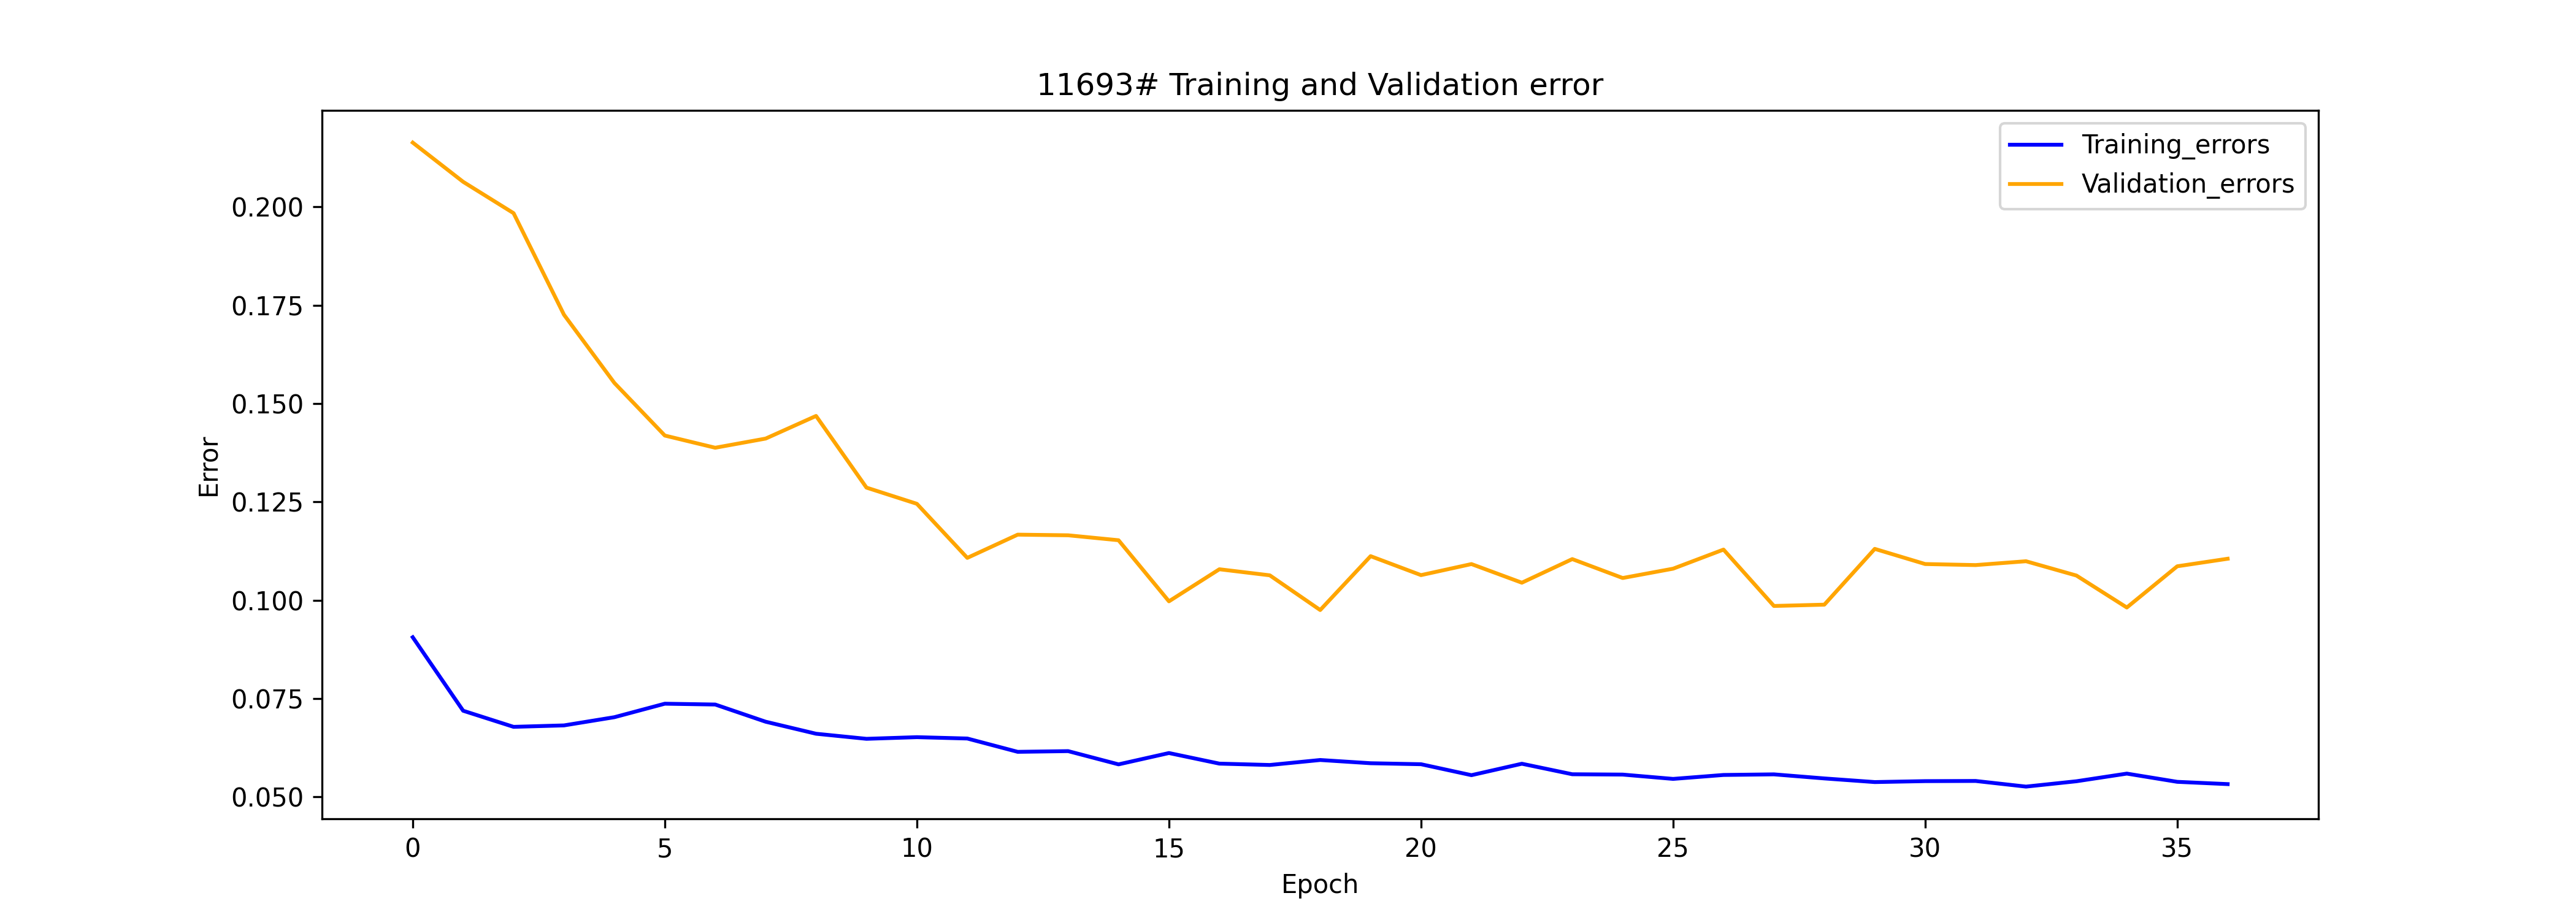 11693# Training and Validation error
Training_errors
Validation_errors
Error
0.200
0.175
0.150
0.125
0.100
0.075
0.050
0 5 10 15 20 25 30 35
Epoch